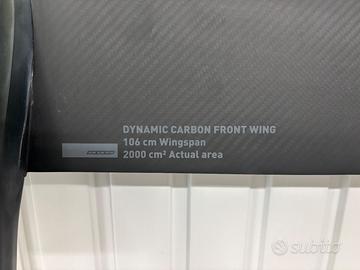 DYNAMIC CARBON FRONT WING
106 cm Wingspan
2000 cm² Actual area
subito